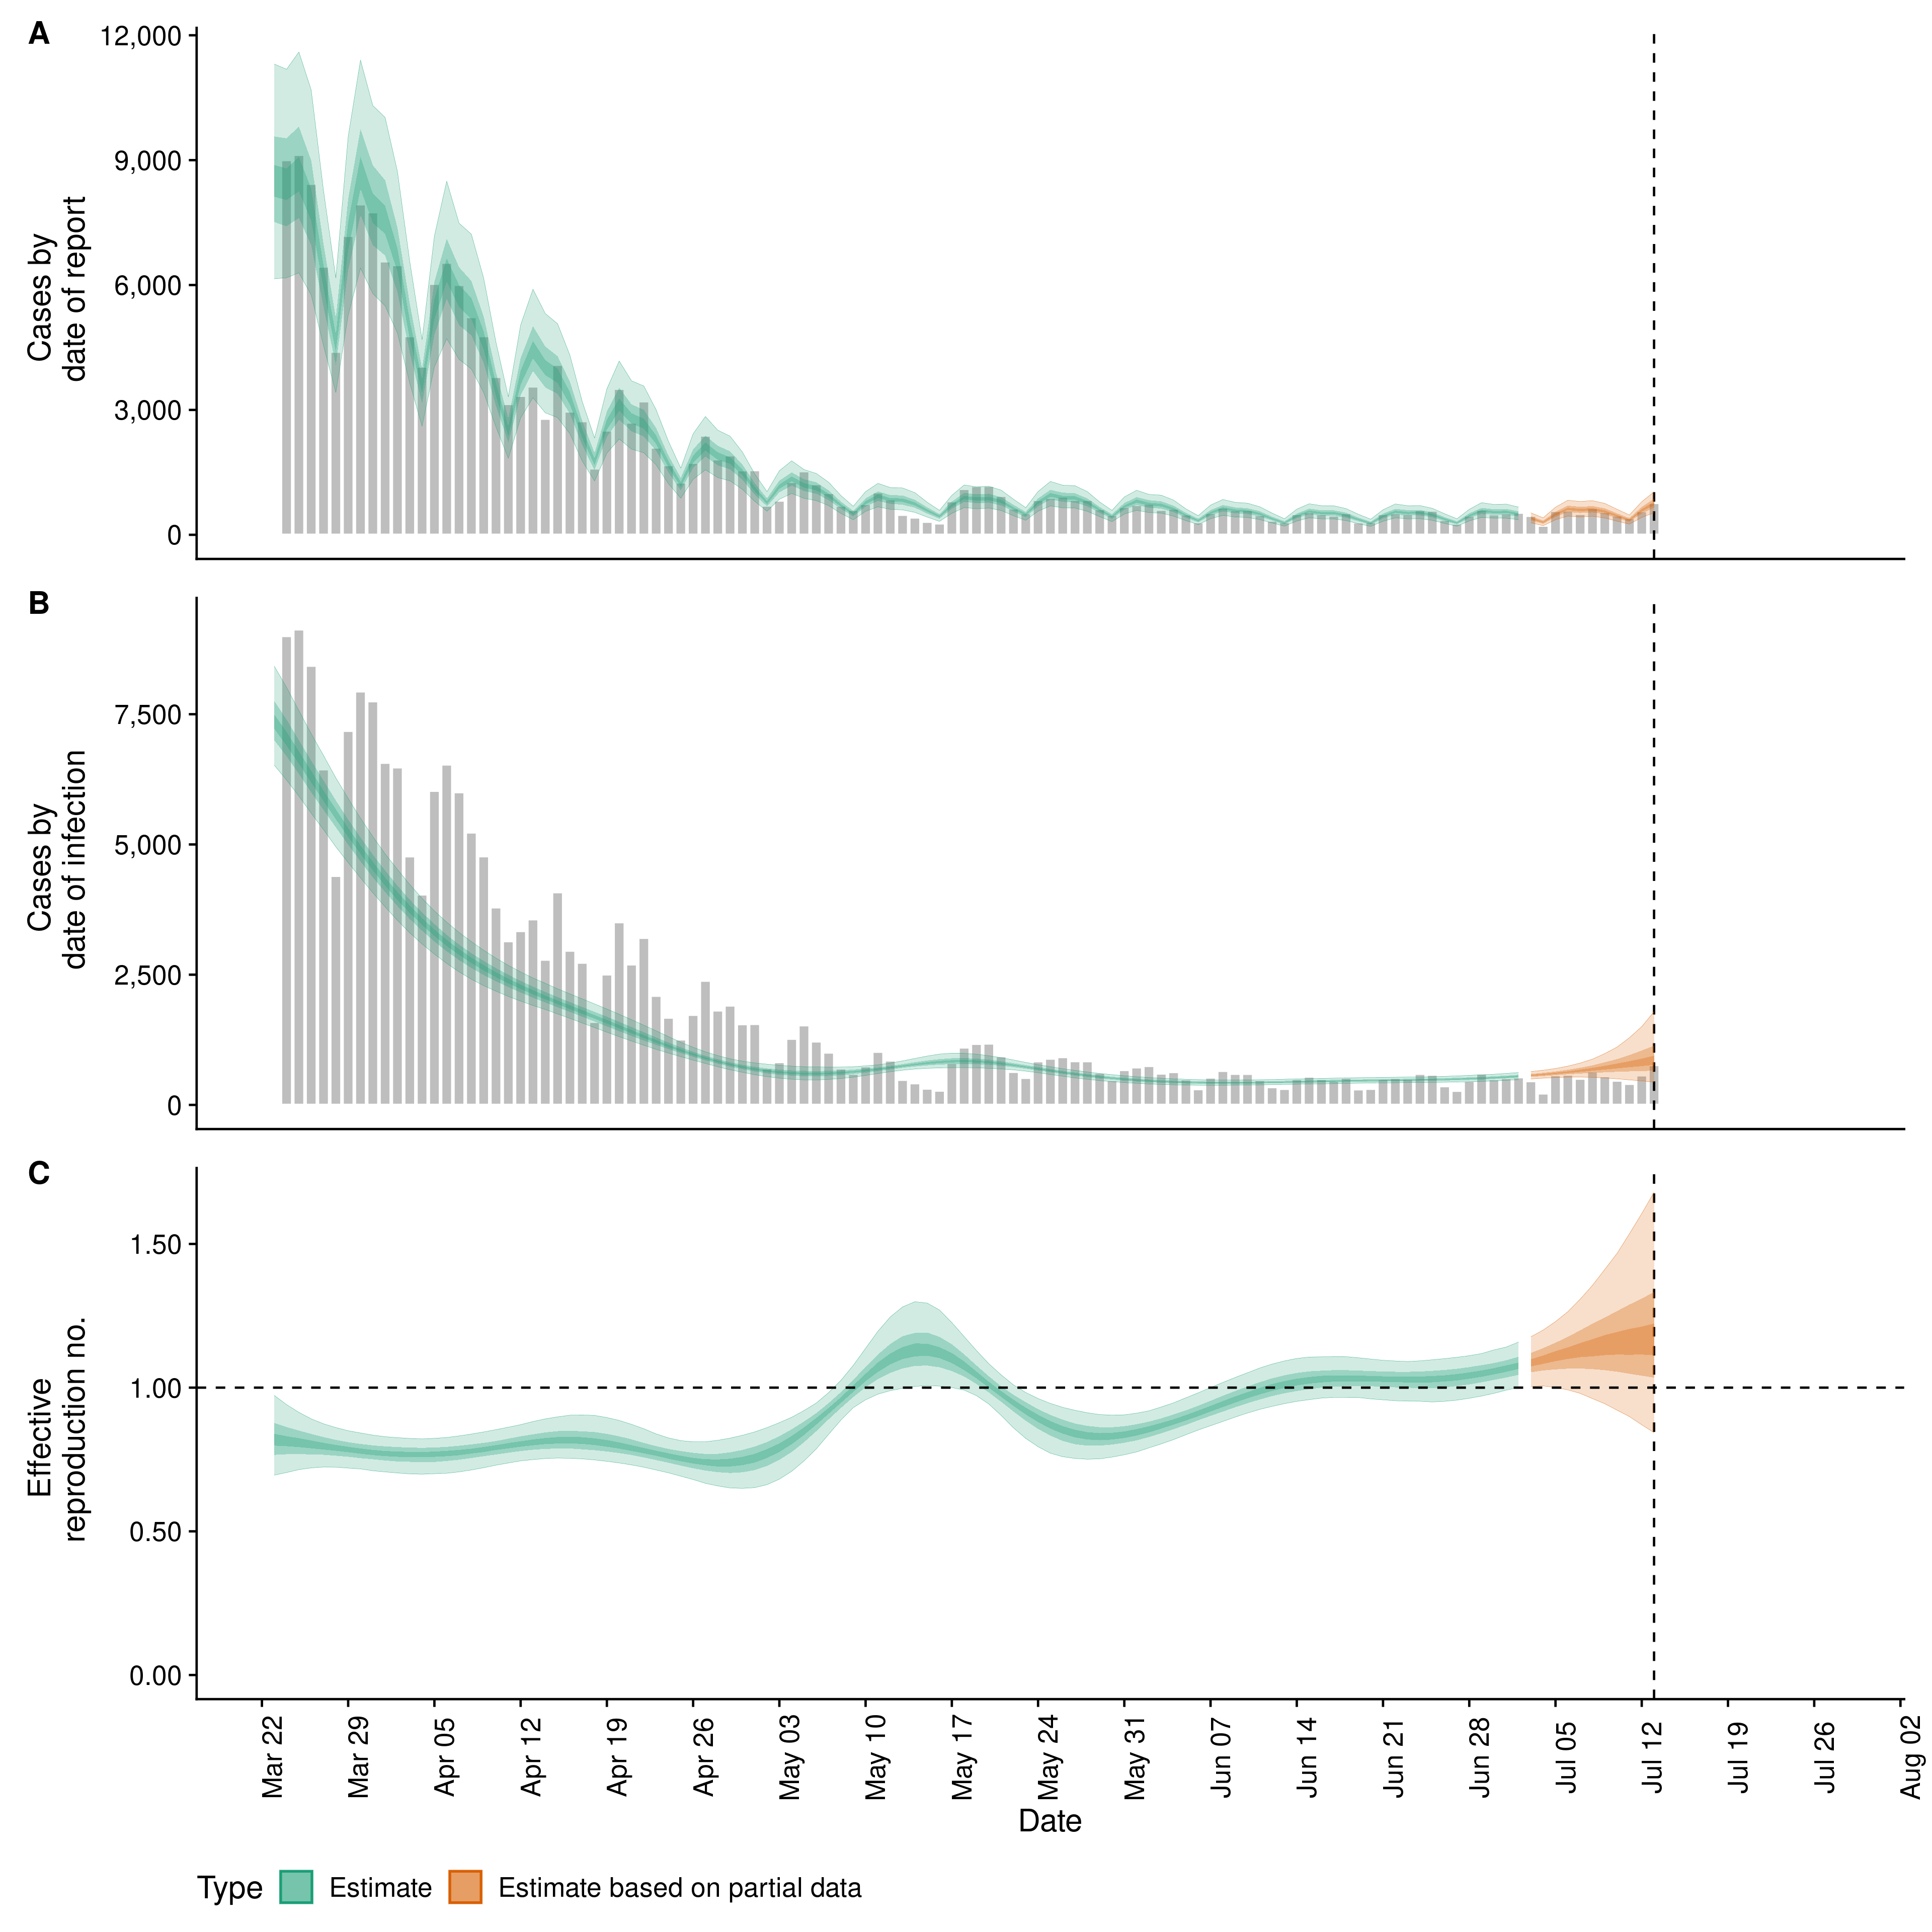 A
12,000
9,000
6,000
3,000
0
Cases by
date of report
B
7,500
5,000
2,500
0
Cases by
date of infection
C
1.50
1.00
0.50
0.00
Effective
reproduction no.
Mar 22
Mar 29
Apr 05
Apr 12
Apr 19
Apr 26
May 03
May 10
May 17
May 24
May 31
Jun 07
Jun 14
Jun 21
Jun 28
Jul 05
Jul 12
Jul 19
Jul 26
Aug 02
Date
Type Estimate Estimate based on partial data